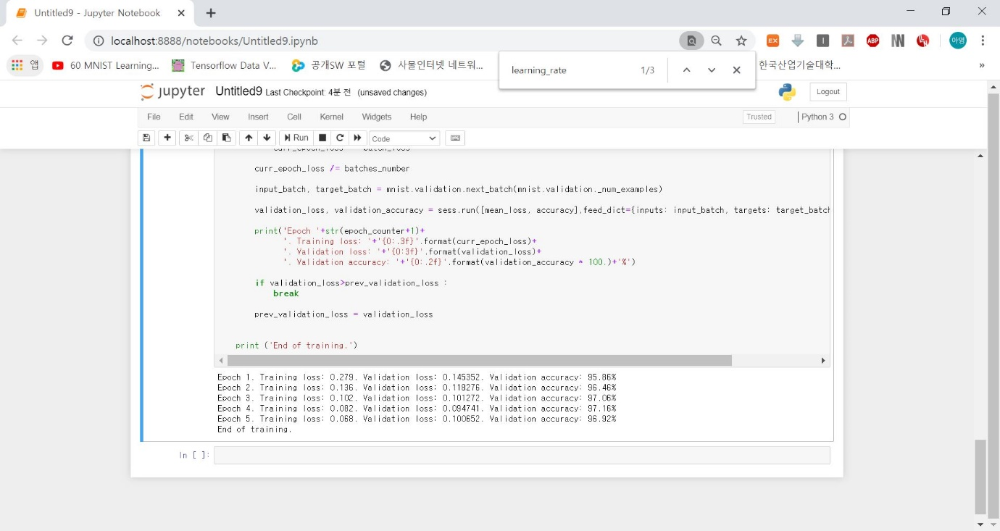 Untitled9 - Jupyter Notebook
localhost:8888/notebooks/Untitled9.ipynb
EX
ABP
아영
앱
60 MNIST Learning...
Tensorflow Data V...
공개SW 포털
사물인터넷 네트워...
한국산업기술대학...
»
learning_rate
1/3
jupyter Untitled9 Last Checkpoint: 4분 전 (unsaved changes)
Logout
File Edit View Insert Cell Kernel Widgets Help
Trusted
Python 3
Run
Code
curr_epoch_loss /= batches_number
input_batch, target_batch = mnist.validation.next_batch(mnist.validation._num_examples)
validation_loss, validation_accuracy = sess.run([mean_loss, accuracy],feed_dict={inputs: input_batch, targets: target_batch
print('Epoch '+str(epoch_counter+1)+
'. Training loss: '+'{0:.3f}'.format(curr_epoch_loss)+
'. Validation loss: '+'{0:3f}'.format(validation_loss)+
'. Validation accuracy: '+'{0:.2f}'.format(validation_accuracy * 100.)+'%')
if validation_loss>prev_validation_loss :
break
prev_validation_loss = validation_loss
print ('End of training.')
Epoch 1. Training loss: 0.279. Validation loss: 0.145352. Validation accuracy: 95.86%
Epoch 2. Training loss: 0.136. Validation loss: 0.118276. Validation accuracy: 96.46%
Epoch 3. Training loss: 0.102. Validation loss: 0.101272. Validation accuracy: 97.06%
Epoch 4. Training loss: 0.082. Validation loss: 0.094741. Validation accuracy: 97.16%
Epoch 5. Training loss: 0.068. Validation loss: 0.100652. Validation accuracy: 96.92%
End of training.
In [ ]: